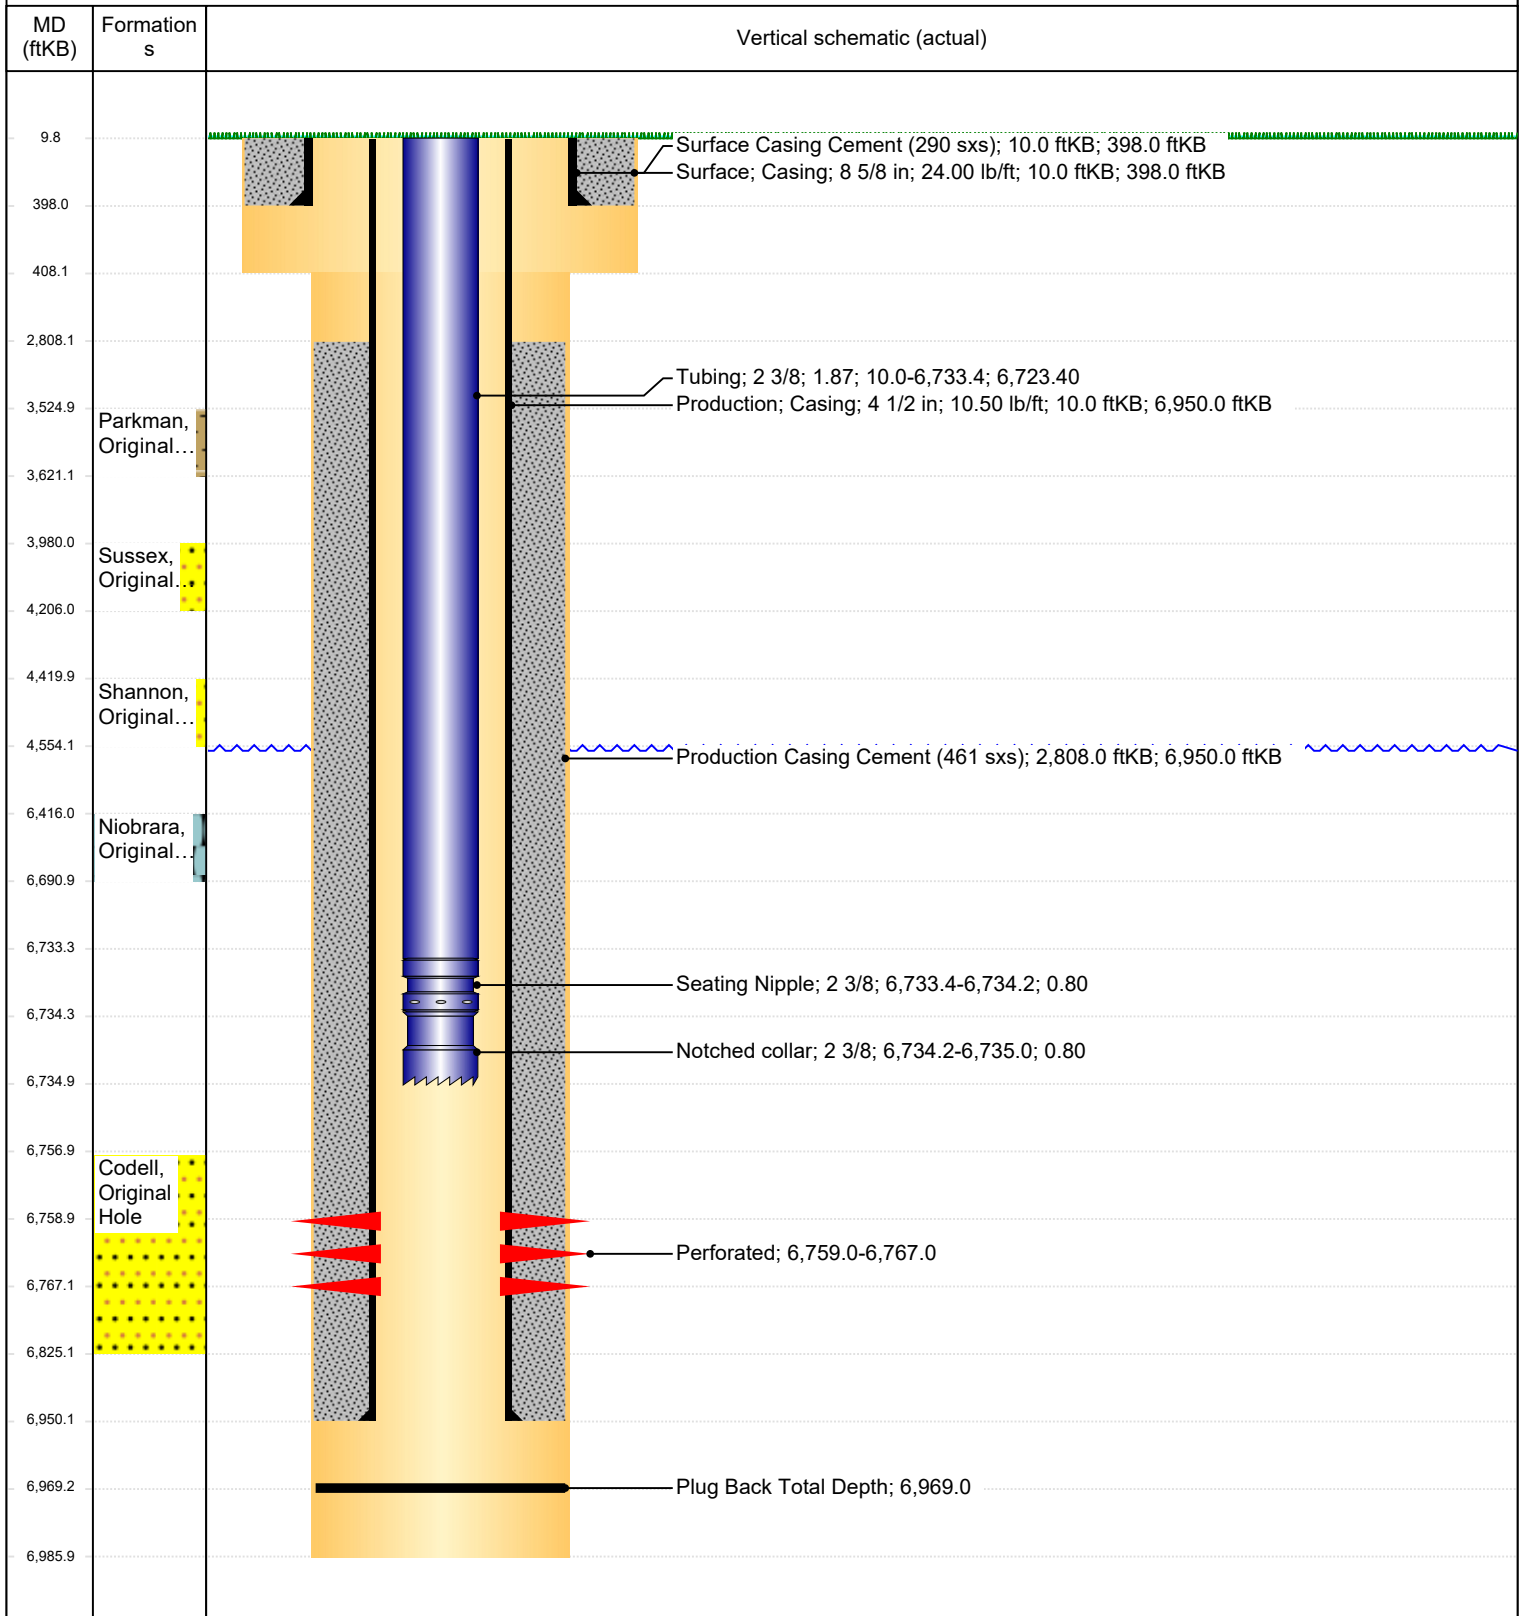 MD
(ftKB)
Formation
s
Vertical schematic (actual)
9.8
Surface Casing Cement (290 sxs); 10.0 ftKB; 398.0 ftKB
Surface; Casing; 8 5/8 in; 24.00 lb/ft; 10.0 ftKB; 398.0 ftKB
398.0
408.1
2,808.1
Tubing; 2 3/8; 1.87; 10.0-6,733.4; 6,723.40
Production; Casing; 4 1/2 in; 10.50 lb/ft; 10.0 ftKB; 6,950.0 ftKB
3,524.9
Parkman,
Original…
3,621.1
3,980.0
Sussex,
Original…
4,206.0
4,419.9
Shannon,
Original…
4,554.1
Production Casing Cement (461 sxs); 2,808.0 ftKB; 6,950.0 ftKB
6,416.0
Niobrara,
Original…
6,690.9
6,733.3
Seating Nipple; 2 3/8; 6,733.4-6,734.2; 0.80
6,734.3
Notched collar; 2 3/8; 6,734.2-6,735.0; 0.80
6,734.9
6,756.9
Codell,
Original
Hole
6,758.9
Perforated; 6,759.0-6,767.0
6,767.1
6,825.1
6,950.1
6,969.2
Plug Back Total Depth; 6,969.0
6,985.9